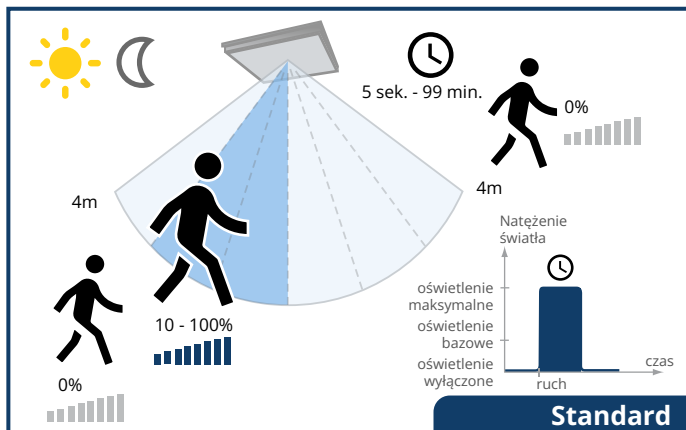 5 sek. - 99 min.
0%
4m
4m
10 - 100%
0%
Natężenie
światła
oświetlenie
maksymalne
oświetlenie
bazowe
oświetlenie
wyłączone
ruch
czas
Standard